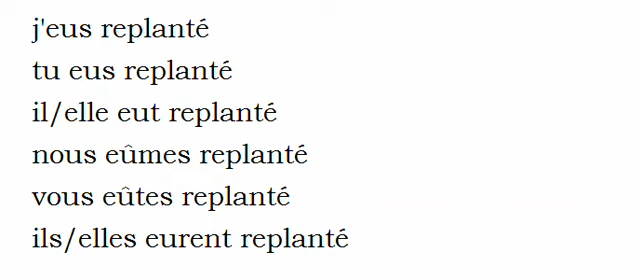 j'eus replanté
tu eus replanté
il/elle eut replanté
nous eûmes replanté
vous eûtes replanté
ils/elles eurent replanté